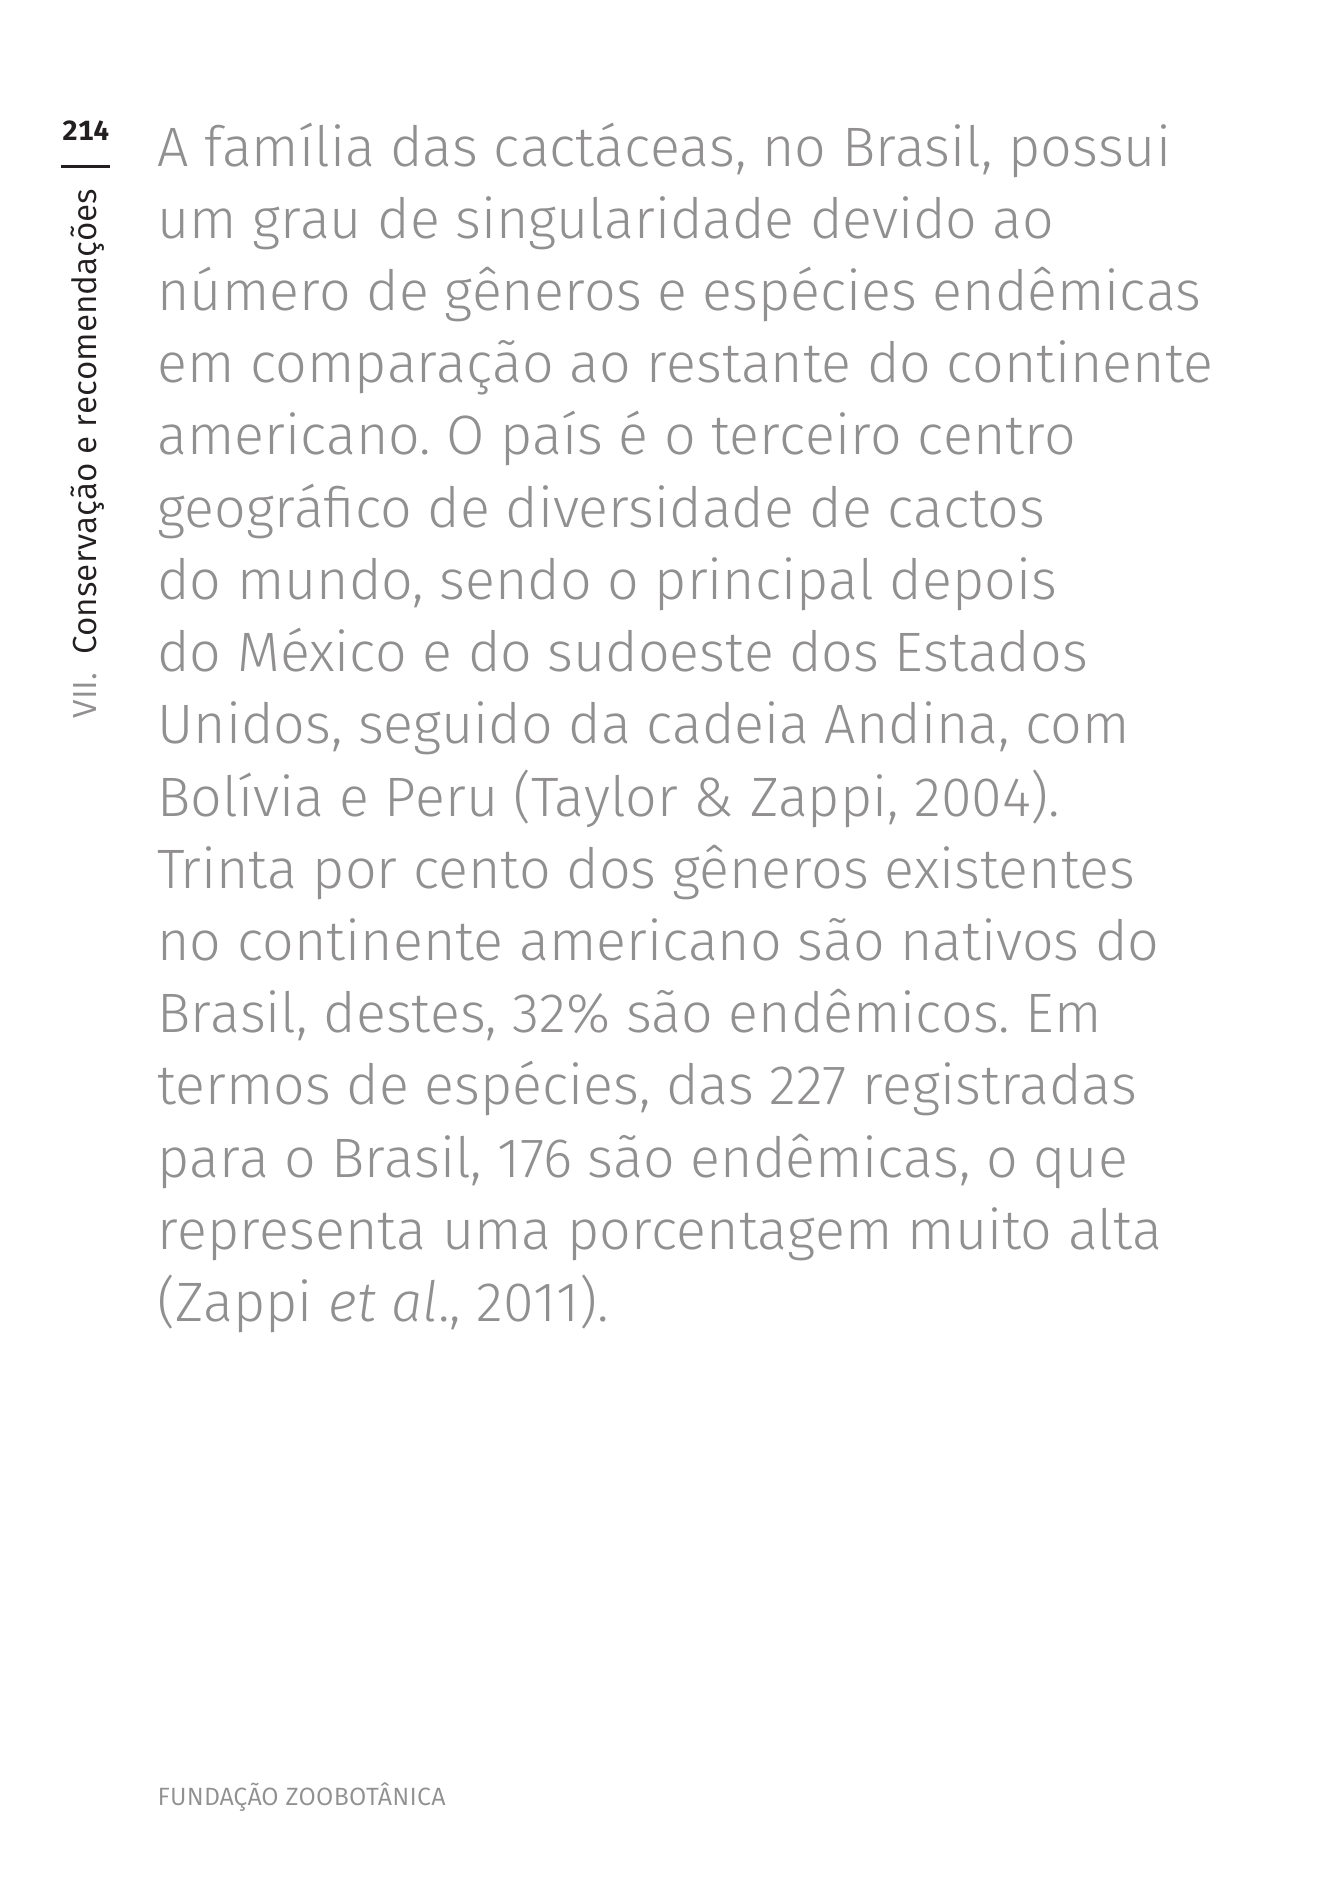 214
VII. Conservação e recomendações
A família das cactáceas, no Brasil, possui
um grau de singularidade devido ao
número de gêneros e espécies endêmicas
em comparação ao restante do continente
americano. O país é o terceiro centro
geográfico de diversidade de cactos
do mundo, sendo o principal depois
do México e do sudoeste dos Estados
Unidos, seguido da cadeia Andina, com
Bolívia e Peru (Taylor & Zappi, 2004).
Trinta por cento dos gêneros existentes
no continente americano são nativos do
Brasil, destes, 32% são endêmicos. Em
termos de espécies, das 227 registradas
para o Brasil, 176 são endêmicas, o que
representa uma porcentagem muito alta
(Zappi et al., 2011).
FUNDAÇÃO ZOOBOTÂNICA